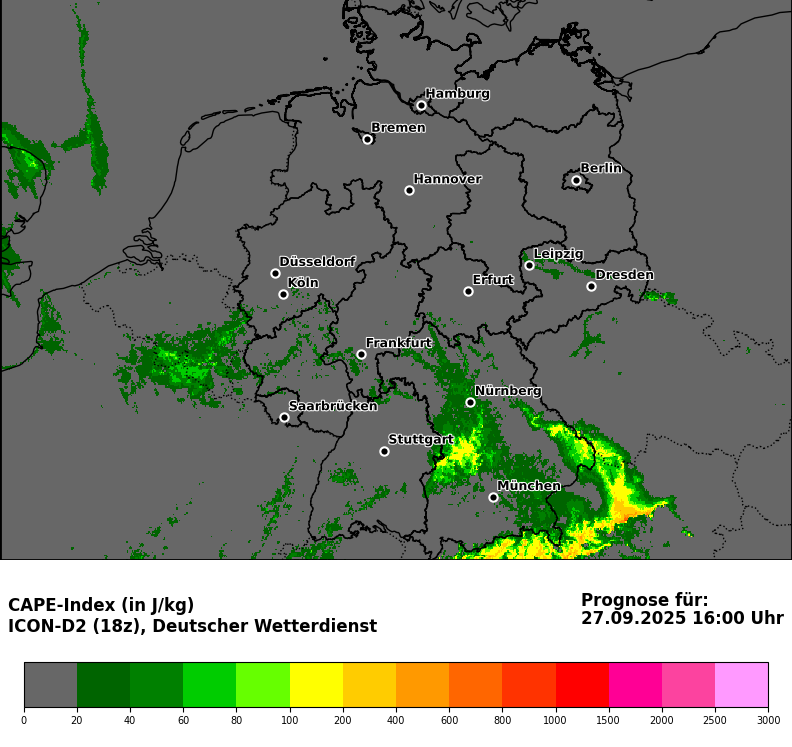 Hamburg
Bremen
Berlin
Hannover
Leipzig
Düsseldorf
Dresden
Köln
Erfurt
Frankfurt
Nürnberg
Saarbrücken
Stuttgart
München
CAPE-Index (in J/kg)
ICON-D2 (18z), Deutscher Wetterdienst
Prognose für:
27.09.2025 16:00 Uhr
0 20 40 60 80 100 200 400 600 800 1000 1500 2000 2500 3000